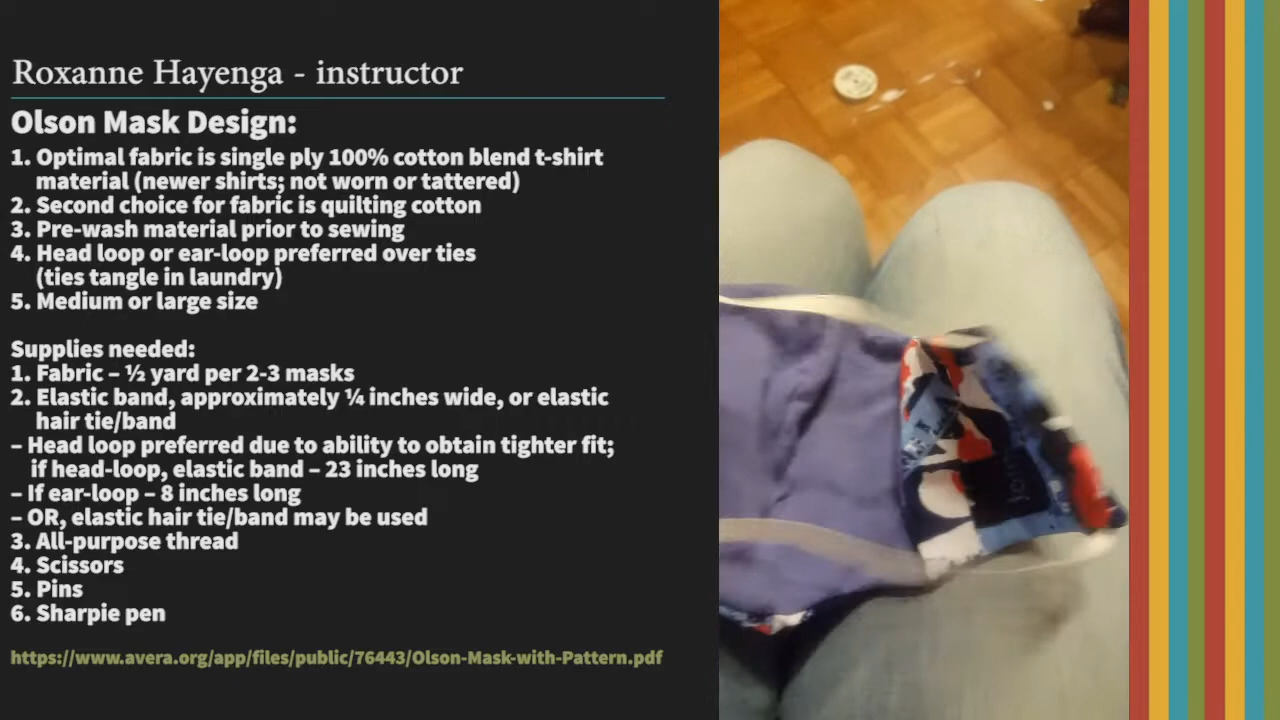 Roxanne Hayenga - instructor
Olson Mask Design:
1. Optimal fabric is single ply 100% cotton blend t-shirt
material (newer shirts; not worn or tattered)
2. Second choice for fabric is quilting cotton
3. Pre-wash material prior to sewing
4. Head loop or ear-loop preferred over ties
(ties tangle in laundry)
5. Medium or large size
Supplies needed:
1. Fabric – ½ yard per 2-3 masks
2. Elastic band, approximately ¼ inches wide, or elastic
hair tie/band
– Head loop preferred due to ability to obtain tighter fit;
if head-loop, elastic band – 23 inches long
– If ear-loop – 8 inches long
– OR, elastic hair tie/band may be used
3. All-purpose thread
4. Scissors
5. Pins
6. Sharpie pen
https://www.avera.org/app/files/public/76443/Olson-Mask-with-Pattern.pdf